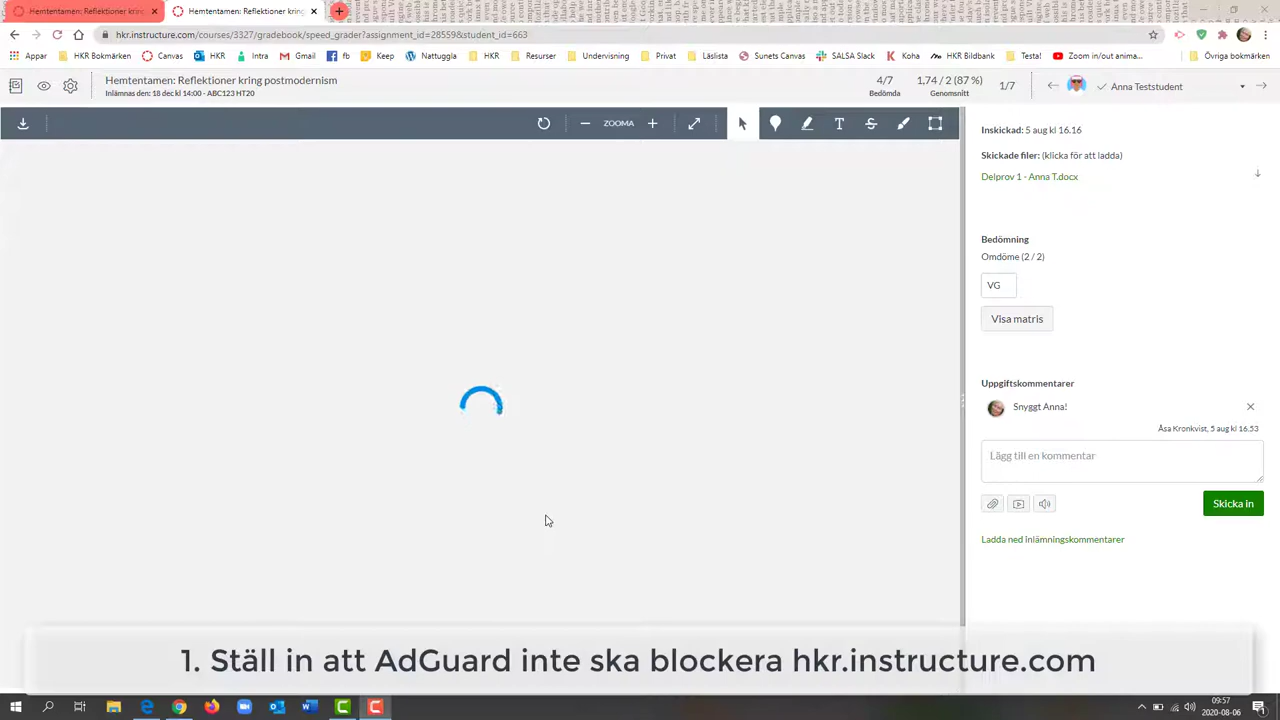 Hemtentamen: Reflektioner kring
Hemtentamen: Reflektioner kring
hkr.instructure.com/courses/3327/gradebook/speed_grader?assignment_id=28559&student_id=663
Appar
HKR Bildbank
Canvas
HKR
Intra
Gmail
fb
Keep
Nattuggla
HKR
Resurser
Undervisning
Privat
Läslista
Sunets Canvas
SALSA Slack
Koha
HKR Bildbank
Testa!
Zoom in/out anima...
Övriga bokmärken
Hemtentamen: Reflektioner kring postmodernism
Inlämnas den: 18 dec kl 14:00 - ABC123 HT20
4/7
Bedömda
1,74 / 2 (87 %)
Genomsnitt
1/7
Anna Teststudent
ZOOMA
T
Inskickad: 5 aug kl 16.16
Skickade filer: (klicka för att ladda)
Delprov 1 - Anna T.docx
Bedömning
Omdöme (2 / 2)
VG
Visa matris
Uppgiftskommentarer
Snyggt Anna!
Åsa Kronkvist, 5 aug kl 16.53
Lägg till en kommentar
Skicka in
Ladda ned inlämningskommentarer
1. Ställ in att AdGuard inte ska blockera hkr.instructure.com
09:57
2020-08-06